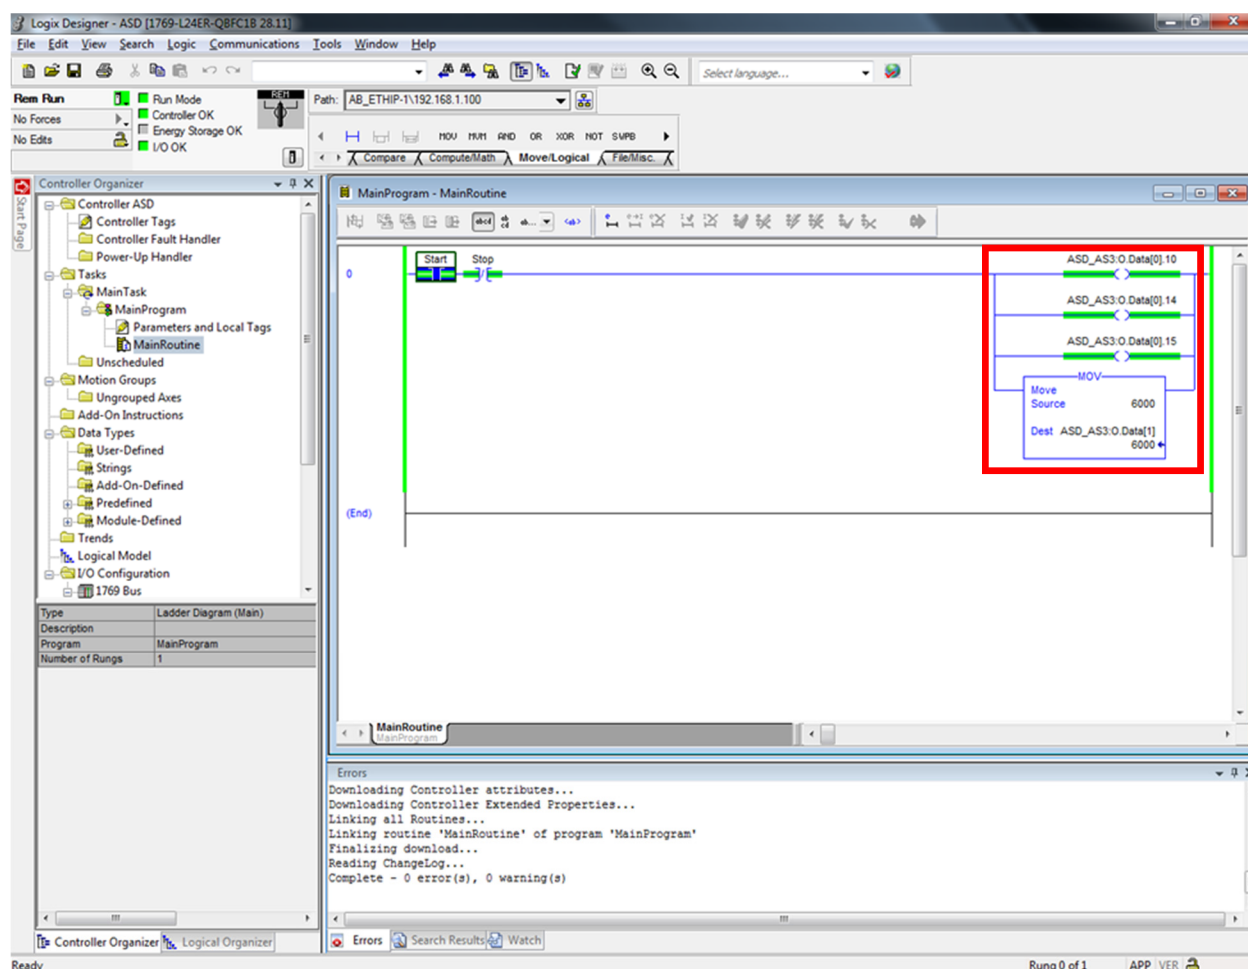 Logix Designer - ASD [1769-L24ER-QBFC1B 28.11]
File Edit View Search Logic Communications Tools Window Help
Select language...
Rem Run Run Mode
No Forces Controller OK
Energy Storage OK
No Edits I/O OK
REM
Path: AB_ETHIP-1\192.168.1.100
MOV MVM AND OR XOR NOT SWPB
Compare Compute/Math Move/Logical File/Misc.
Start Page
Controller Organizer
Controller ASD
Controller Tags
Controller Fault Handler
Power-Up Handler
Tasks
MainTask
MainProgram
Parameters and Local Tags
MainRoutine
Unscheduled
Motion Groups
Ungrouped Axes
Add-On Instructions
Data Types
User-Defined
Strings
Add-On-Defined
Predefined
Module-Defined
Trends
Logical Model
I/O Configuration
1769 Bus
Type Ladder Diagram (Main)
Description
Program MainProgram
Number of Rungs 1
Controller Organizer Logical Organizer
MainProgram - MainRoutine
0
Start Stop
ASD_AS3:O.Data[0].10
ASD_AS3:O.Data[0].14
ASD_AS3:O.Data[0].15
MOV
Move
Source 6000
Dest ASD_AS3:O.Data[1]
6000
(End)
MainRoutine
MainProgram
Errors
Downloading Controller attributes...
Downloading Controller Extended Properties...
Linking all Routines...
Linking routine 'MainRoutine' of program 'MainProgram'
Finalizing download...
Reading ChangeLog...
Complete - 0 error(s), 0 warning(s)
Errors Search Results Watch
Ready
Rung 0 of 1 APP VER